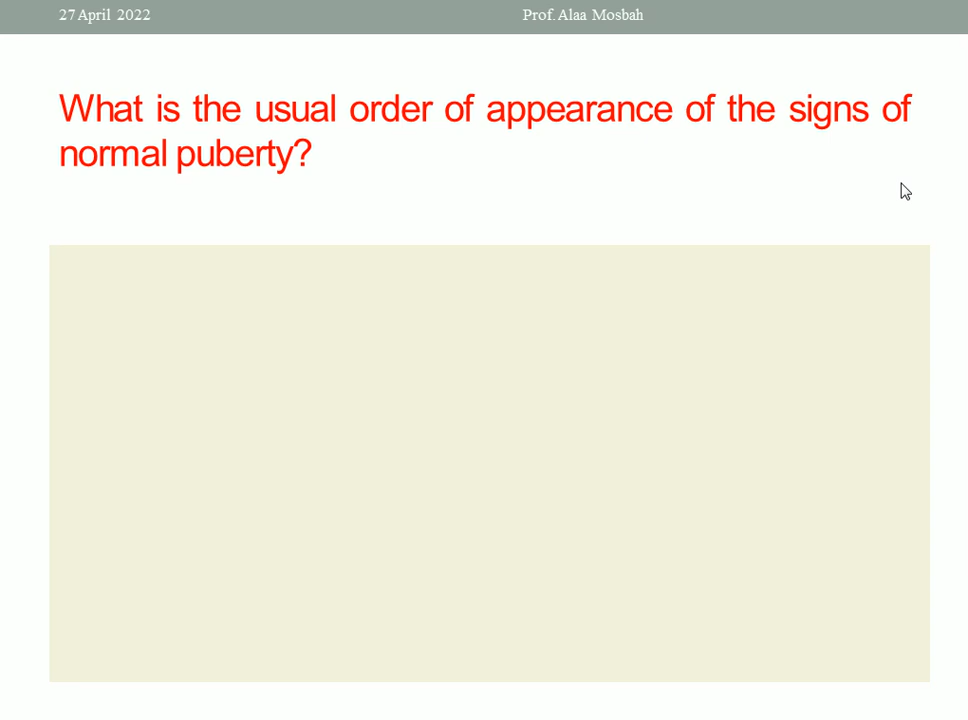 27 April 2022
Prof. Alaa Mosbah
What is the usual order of appearance of the signs of
normal puberty?